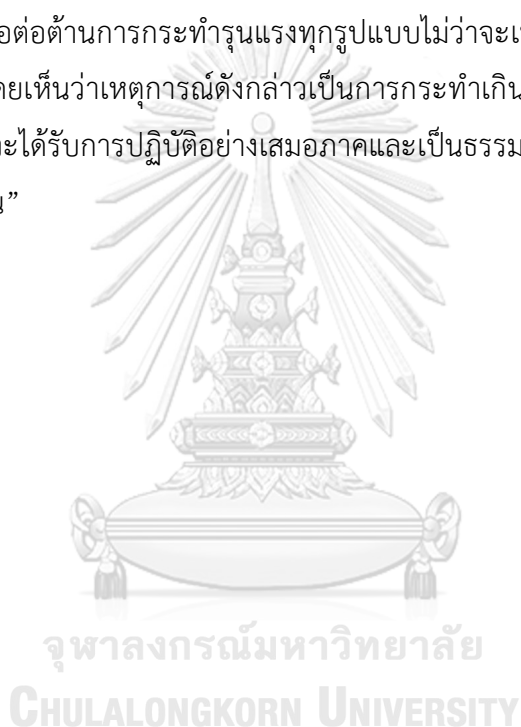 อต่อต้านการกระทำรุนแรงทุกรูปแบบไม่ว่าจะเ
ยเห็นว่าเหตุการณ์ดังกล่าวเป็นการกระทำเกิน
ะได้รับการปฏิบัติอย่างเสมอภาคและเป็นธรรม
น”
จุฬาลงกรณ์มหาวิทยาลัย
CHULALONGKORN UNIVERSITY